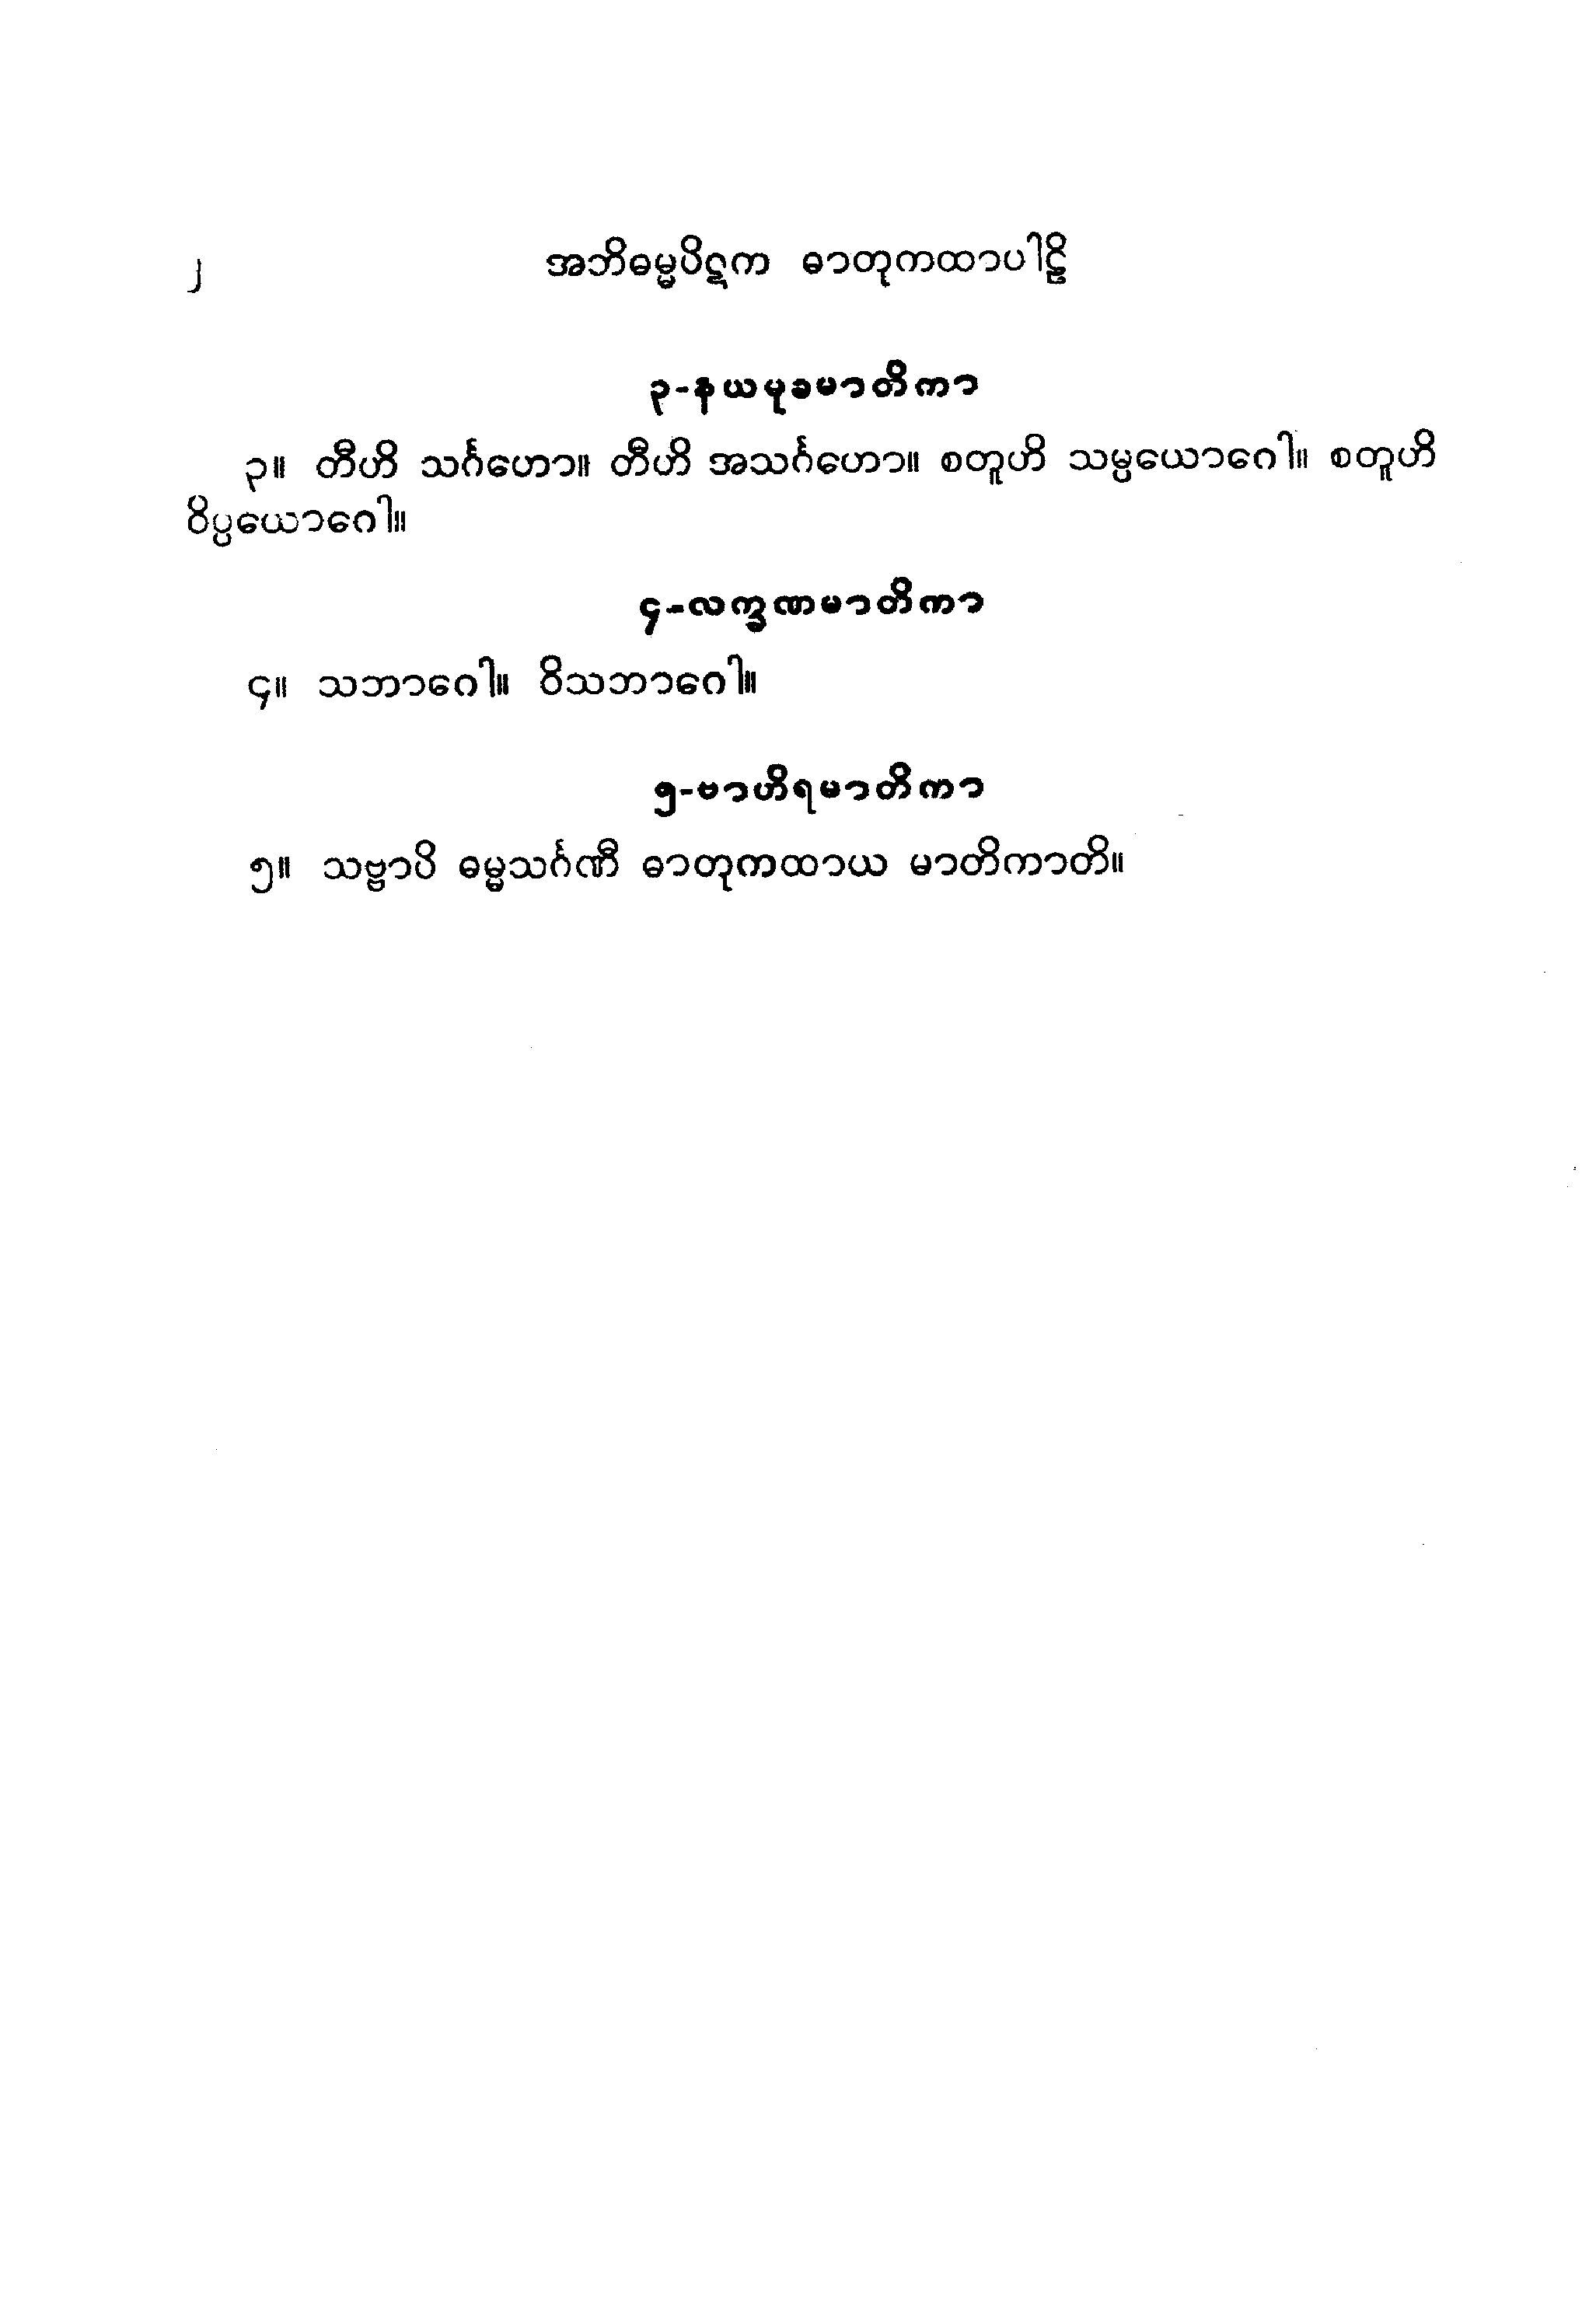 ၂ အဘိဓမ္မပိဋက ဓာတုကထာပါဠိ
၃-နယမုခမာတိကာ
၃။ တီဟိ သင်္ဂဟော။ တီဟိ အသင်္ဂဟော။ စတူဟိ သမ္ပယောဂေါ။ စတူဟိ
ဝိပ္ပယောဂေါ။
၄-လက္ခဏမာတိကာ
၄။ သဘာဂေါ။ ဝိသဘာဂေါ။
၅-ဗာဟိရမာတိကာ
၅။ သဗ္ဗာပိ ဓမ္မသင်္ဂဏီ ဓာတုကထာယ မာတိကာတိ။